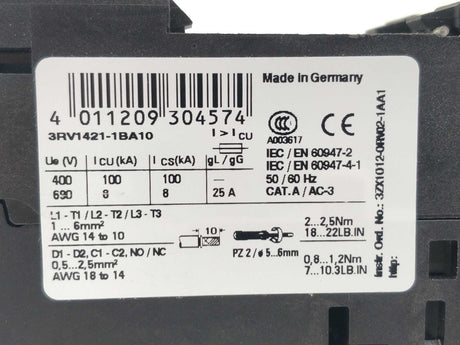 Made in Germany
4 011209 304574
3RV1421-1BA10
I > I CU
A003617
CCC
IEC / EN 60947-2
IEC / EN 60947-4-1
50 / 60 Hz
CAT. A / AC-3
Ue (V) I CU(kA) I CS(kA) gL / gG
400 100 100 —
690 8 8 25 A
L1 - T1 / L2 - T2 / L3 - T3
1 ... 6mm²
AWG 14 to 10
10
PZ 2 / ø 5...6mm
2...2,5Nm
18...22LB.IN
D1 - D2, C1 - C2, NO / NC
0,5...2,5mm²
AWG 18 to 14
0,8...1,2Nm
7...10.3LB.IN
Instr. Ord. No.: 3ZX1012-0RV02-1AA1
http: